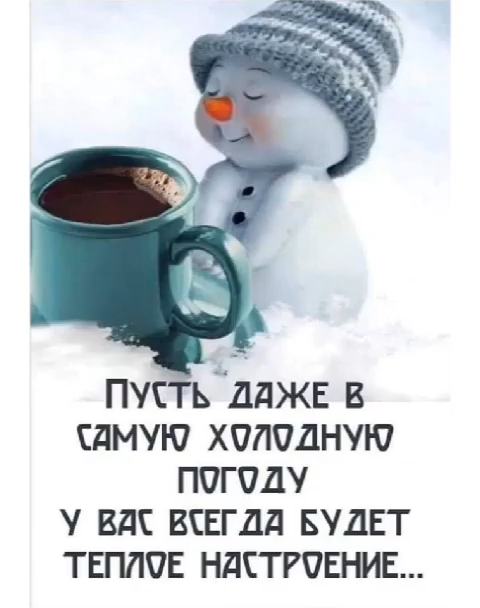 Пусть даже в
самую холодную
погоду
у вас всегда будет
теплое настроение...